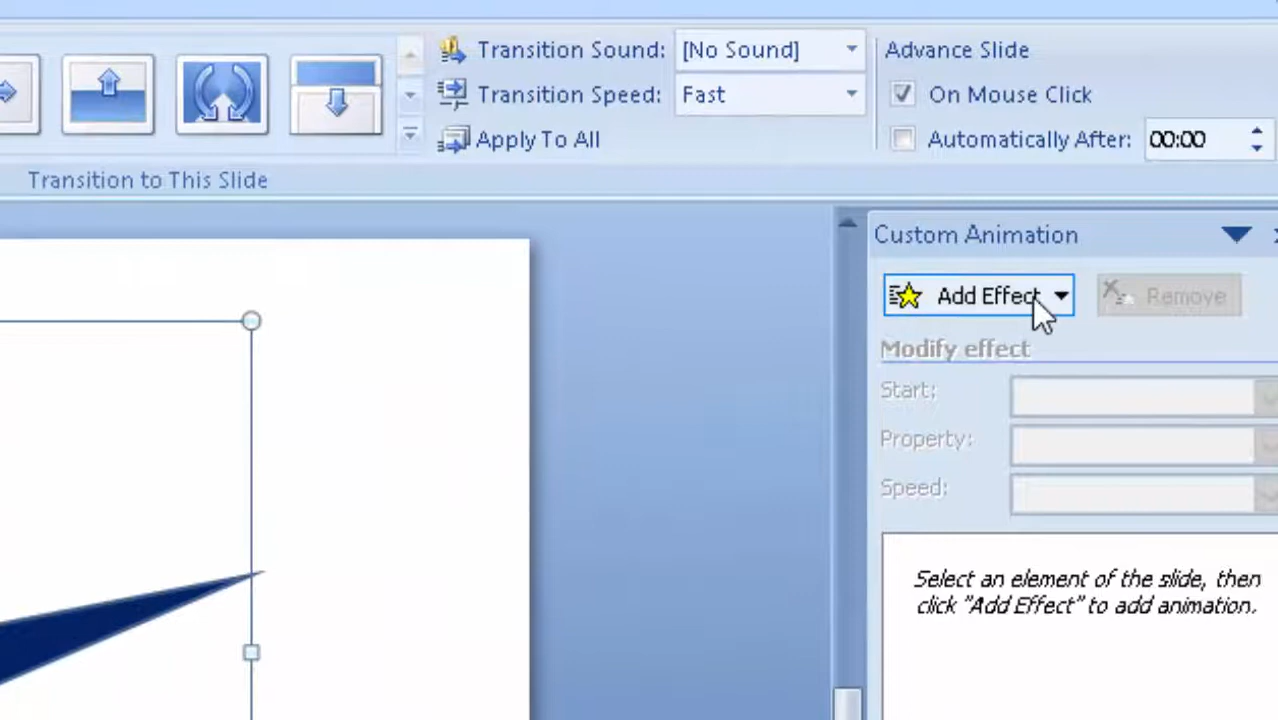 Transition Sound: [No Sound]
Advance Slide
Transition Speed: Fast
On Mouse Click
Apply To All
Automatically After: 00:00
Transition to This Slide
Custom Animation
Add Effect
Remove
Modify effect
Start:
Property:
Speed:
Select an element of the slide, then
click "Add Effect" to add animation.